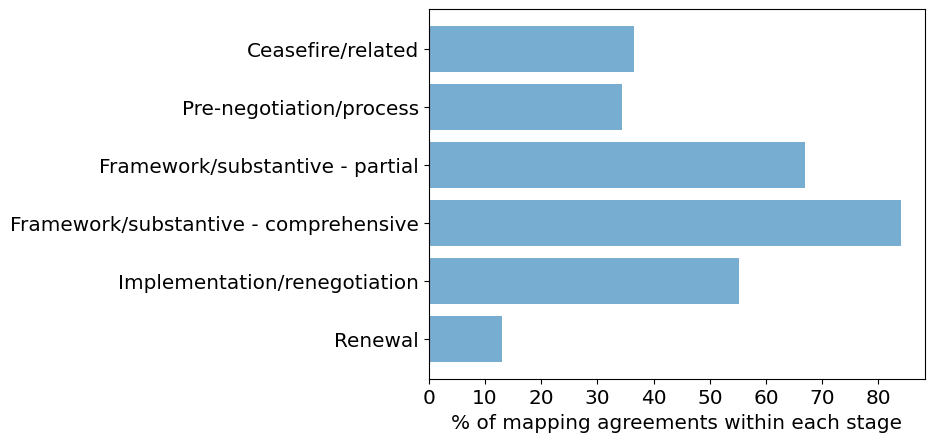 Ceasefire/related
Pre-negotiation/process
Framework/substantive - partial
Framework/substantive - comprehensive
Implementation/renegotiation
Renewal
0 10 20 30 40 50 60 70 80
% of mapping agreements within each stage